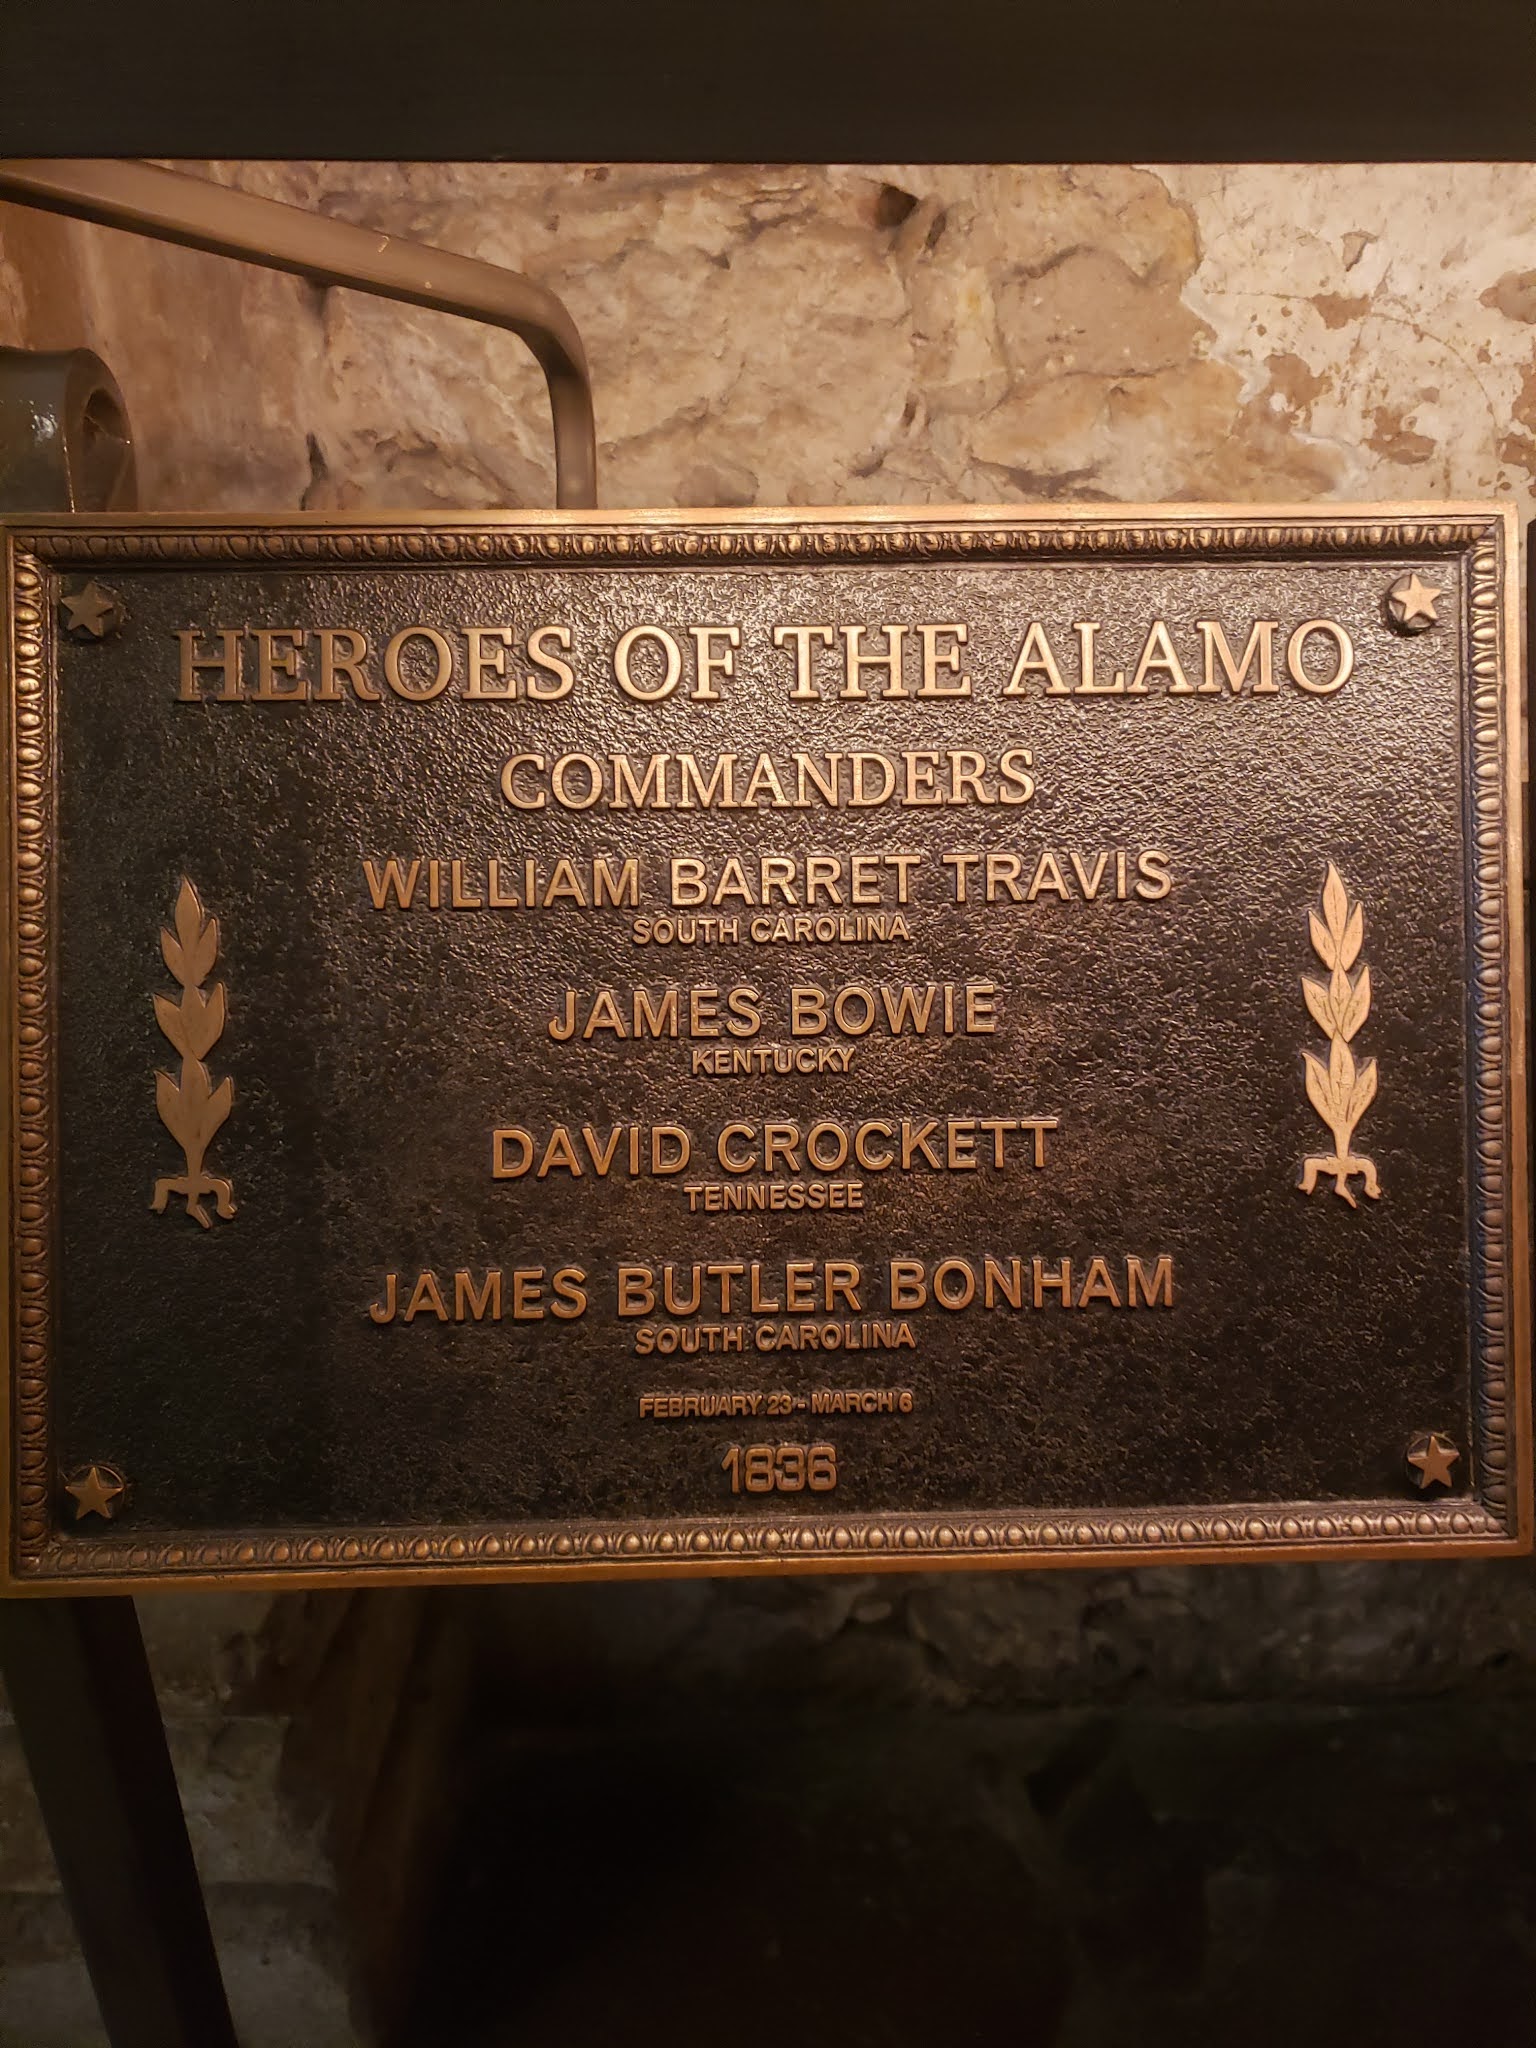 HEROES OF THE ALAMO
COMMANDERS
WILLIAM BARRET TRAVIS
SOUTH CAROLINA
JAMES BOWIE
KENTUCKY
DAVID CROCKETT
TENNESSEE
JAMES BUTLER BONHAM
SOUTH CAROLINA
FEBRUARY 23 - MARCH 6
1836